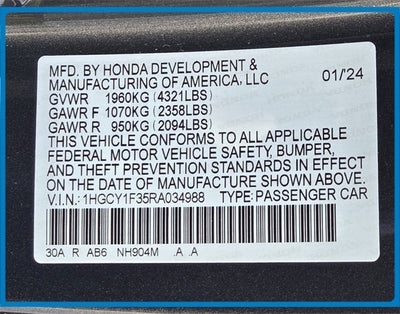 MFD. BY HONDA DEVELOPMENT &
MANUFACTURING OF AMERICA, LLC 01/24
GVWR 1960KG (4321LBS)
GAWR F 1070KG (2358LBS)
GAWR R 950KG (2094LBS)
THIS VEHICLE CONFORMS TO ALL APPLICABLE
FEDERAL MOTOR VEHICLE SAFETY, BUMPER,
AND THEFT PREVENTION STANDARDS IN EFFECT
ON THE DATE OF MANUFACTURE SHOWN ABOVE.
V.I.N.: 1HGCY1F35RA034988 TYPE: PASSENGER CAR
30A R AB6 NH904M .A .A